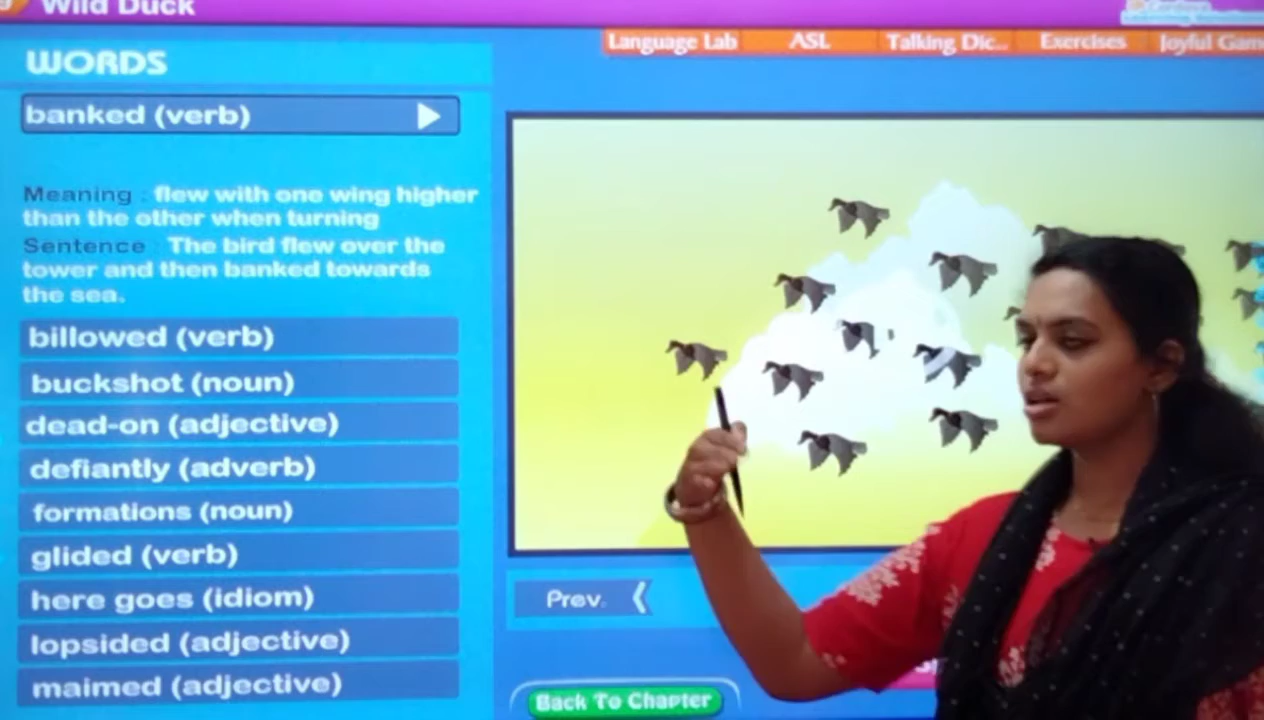 Wild Duck
Language Lab
ASL
Talking Dic...
Exercises
Joyful Gam
WORDS
banked (verb)
Meaning : flew with one wing higher
than the other when turning
Sentence : The bird flew over the
tower and then banked towards
the sea.
billowed (verb)
buckshot (noun)
dead-on (adjective)
defiantly (adverb)
formations (noun)
glided (verb)
here goes (idiom)
lopsided (adjective)
maimed (adjective)
Prev.
Back To Chapter